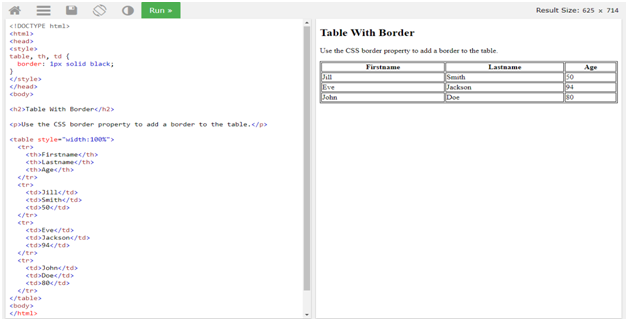 Run >
Result Size: 625 x 714
<!DOCTYPE html>
<html>
<head>
<style>
table, th, td {
  border: 1px solid black;
}
</style>
</head>
<body>

<h2>Table With Border</h2>

<p>Use the CSS border property to add a border to the table.</p>

<table style="width:100%">
  <tr>
    <th>Firstname</th>
    <th>Lastname</th>
    <th>Age</th>
  </tr>
  <tr>
    <td>Jill</td>
    <td>Smith</td>
    <td>50</td>
  </tr>
  <tr>
    <td>Eve</td>
    <td>Jackson</td>
    <td>94</td>
  </tr>
  <tr>
    <td>John</td>
    <td>Doe</td>
    <td>80</td>
  </tr>
</table>
<body>
</html>
Table With Border
Use the CSS border property to add a border to the table.
Firstname Lastname Age
Jill Smith 50
Eve Jackson 94
John Doe 80